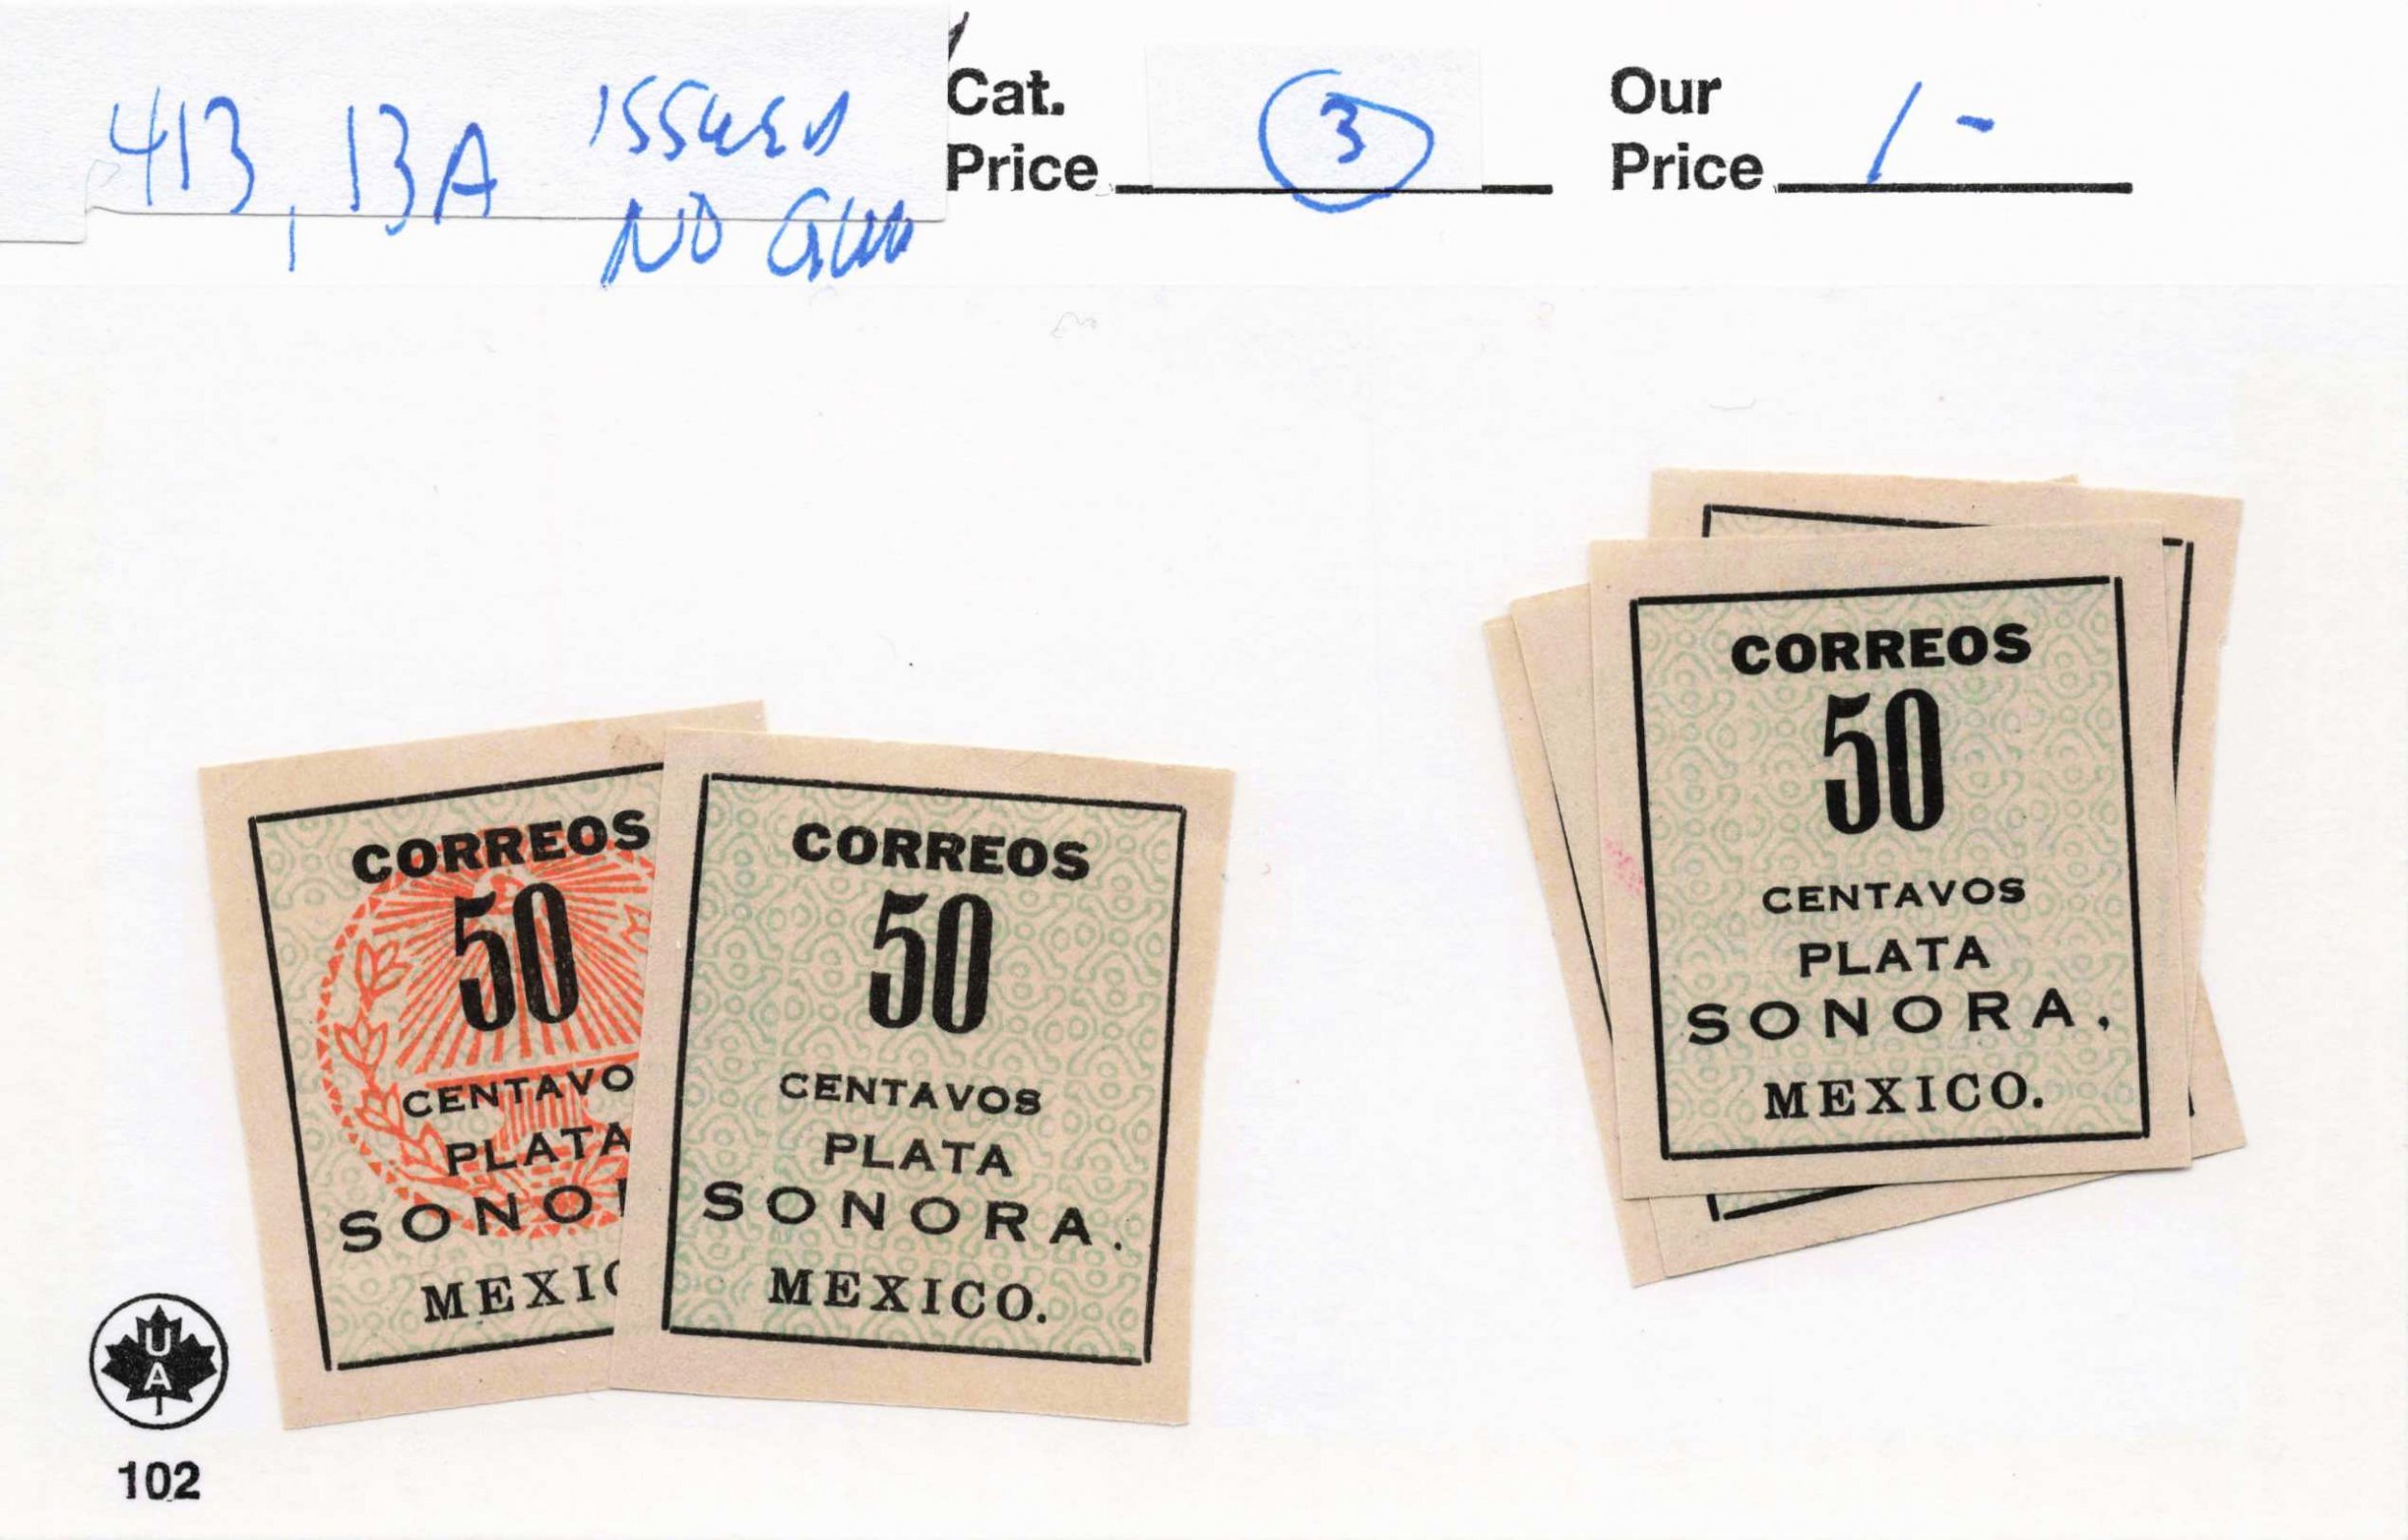 413, 13A ISSUED
NO GUM
Cat.
Price 3
Our
Price 1-
CORREOS
50
CENTAVO
PLATA
SONO
MEXIC
CORREOS
50
CENTAVOS
PLATA
SONORA.
MEXICO.
CORREOS
50
CENTAVOS
PLATA
SONORA.
MEXICO.
U
A
102